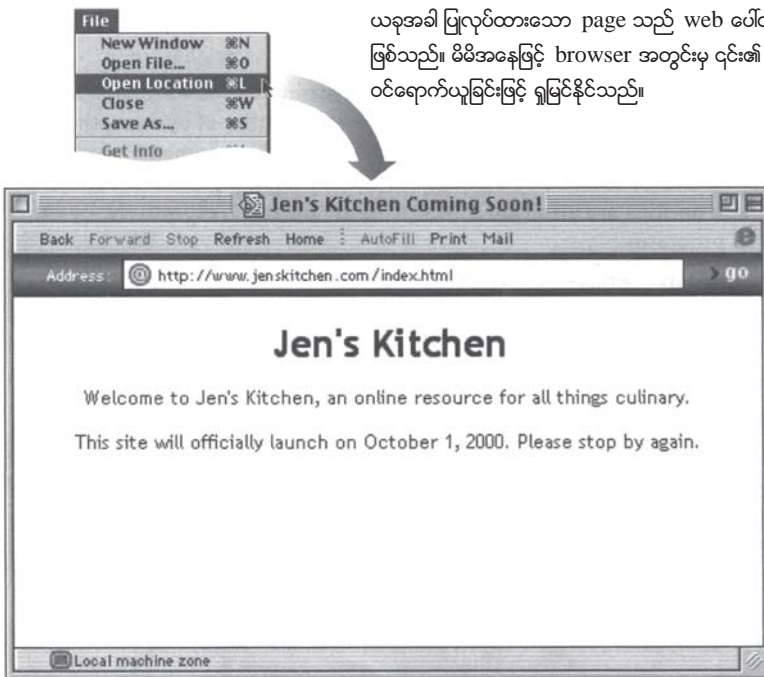 File
New Window ⌘N
Open File... ⌘O
Open Location ⌘L
Close ⌘W
Save As... ⌘S
Get Info
ယခုအခါ ပြုလုပ်ထားသော page သည် web
ဖြစ်သည်။ မိမိအနေဖြင့် browser အတွင်းမှ ၎င်း၏
ဝင်ရောက်ယူခြင်းဖြင့် ရှုမြင်နိုင်သည်။
Jen's Kitchen Coming Soon!
Back Forward Stop Refresh Home AutoFill Print Mail
Address: http://www.jenskitchen.com/index.html go
Jen's Kitchen
Welcome to Jen's Kitchen, an online resource for all things culinary.
This site will officially launch on October 1, 2000. Please stop by again.
Local machine zone